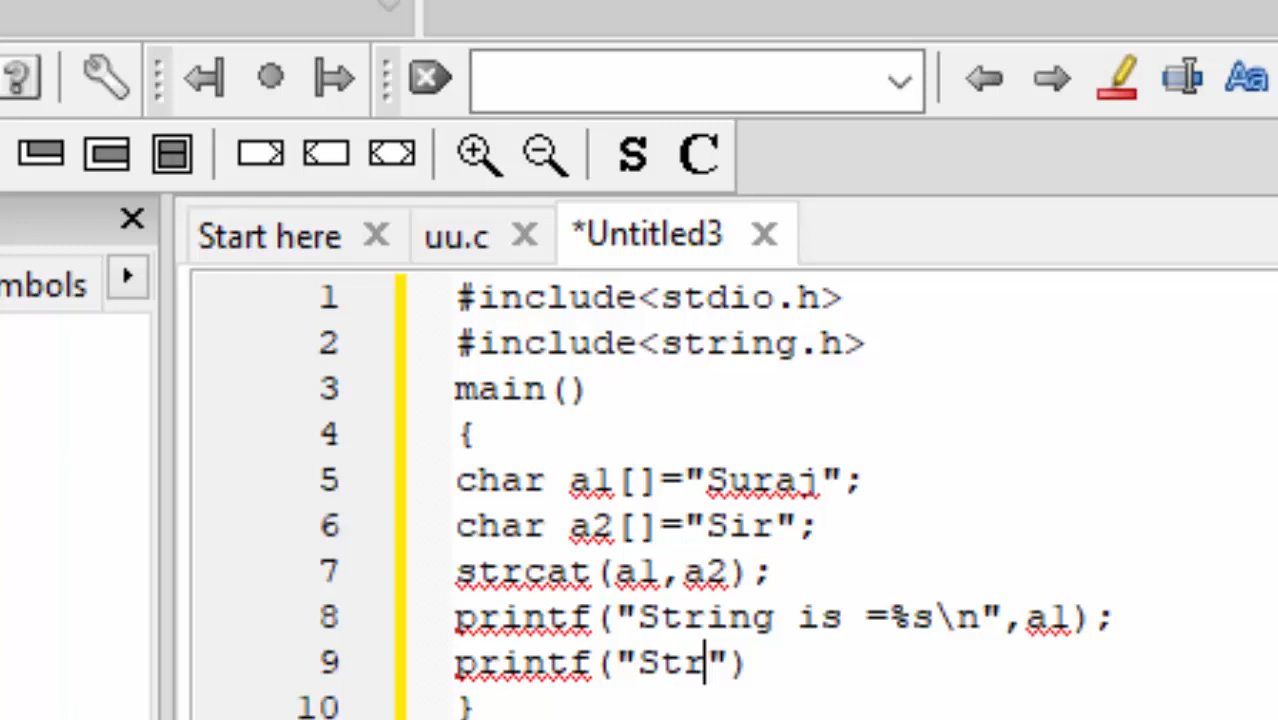 S C
Start here uu.c *Untitled3
mbols
1 #include<stdio.h>
2 #include<string.h>
3 main()
4 {
5 char a1[]="Suraj";
6 char a2[]="Sir";
7 strcat(a1,a2);
8 printf("String is =%s\n",a1);
9 printf("Str")
10 }